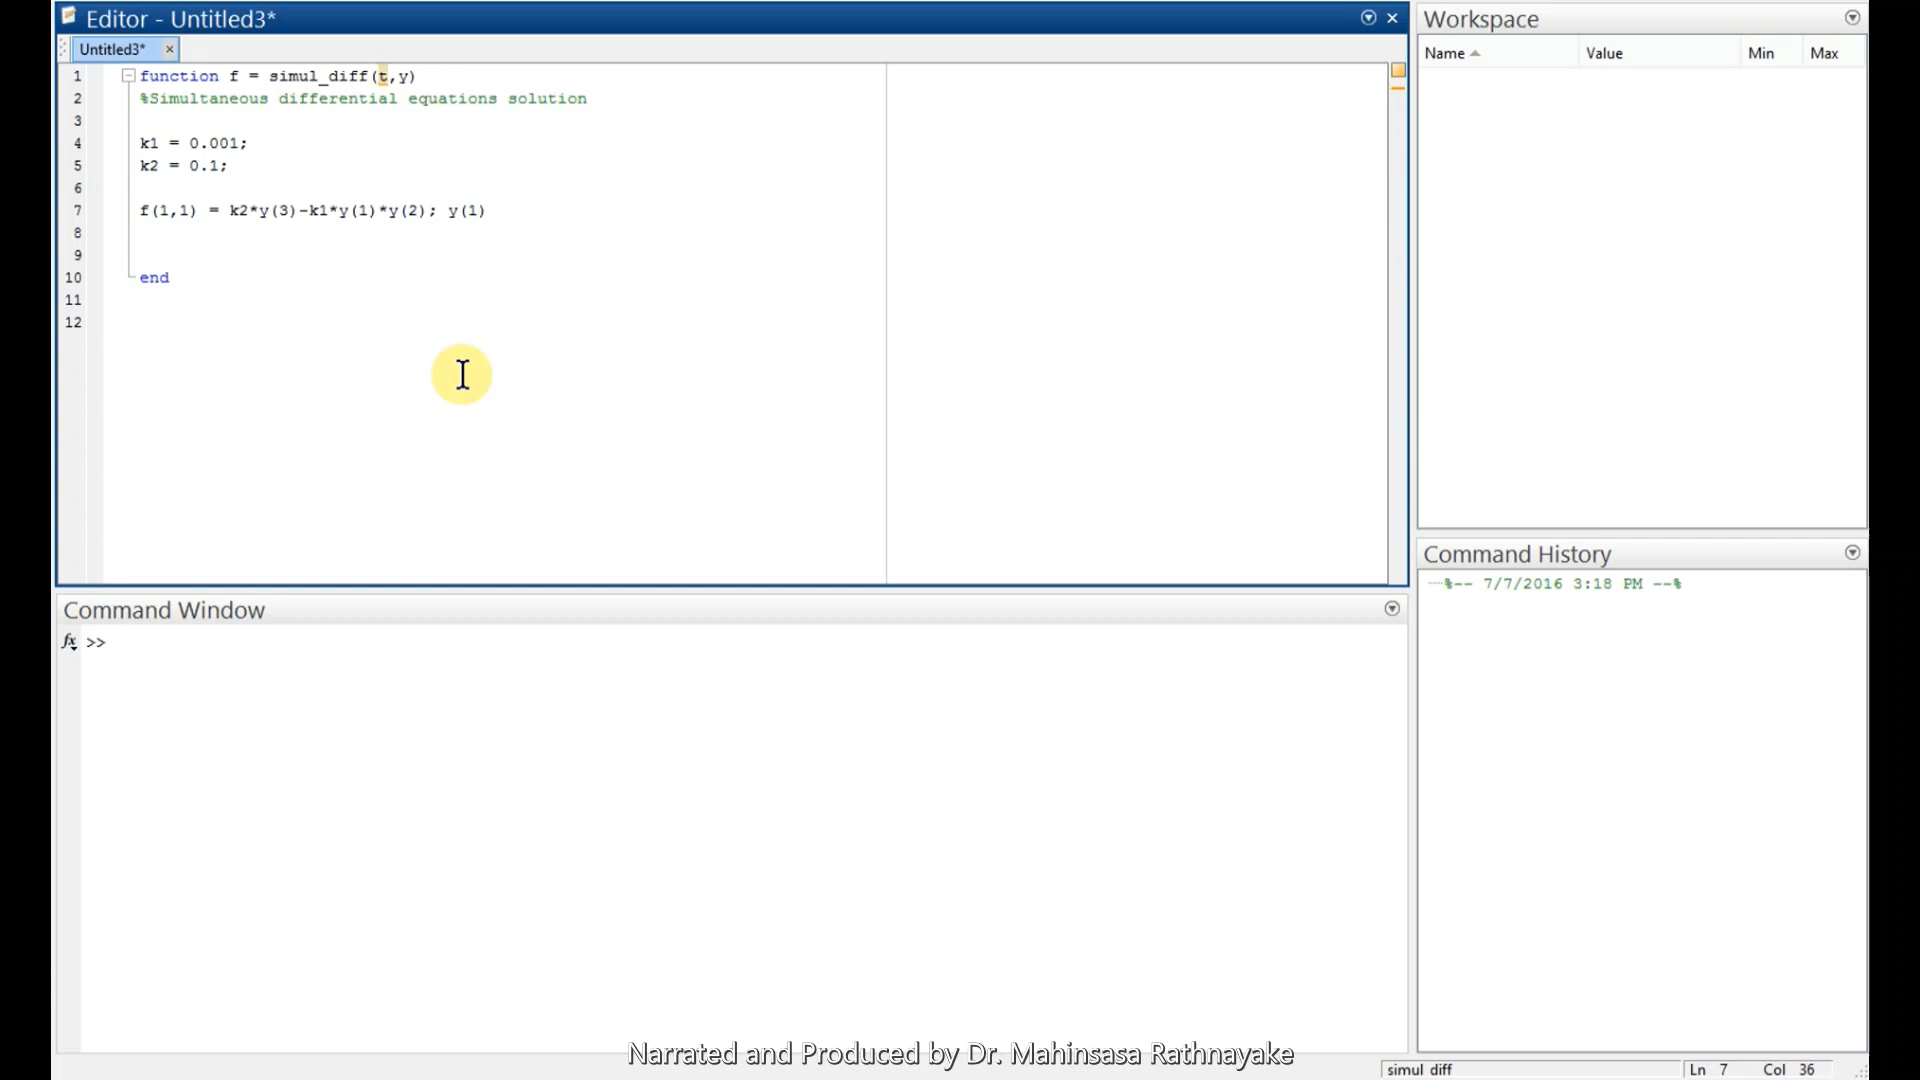 Editor - Untitled3*
Untitled3* ×
1 function f = simul_diff(t,y)
2 %Simultaneous differential equations solution
3
4 k1 = 0.001;
5 k2 = 0.1;
6
7 f(1,1) = k2*y(3)-k1*y(1)*y(2); y(1)
8
9
10 end
11
12
Command Window
fx >>
Workspace
Name Value Min Max
Command History
%-- 7/7/2016 3:18 PM --%
Narrated and Produced by Dr. Mahinsasa Rathnayake
simul diff Ln 7 Col 36